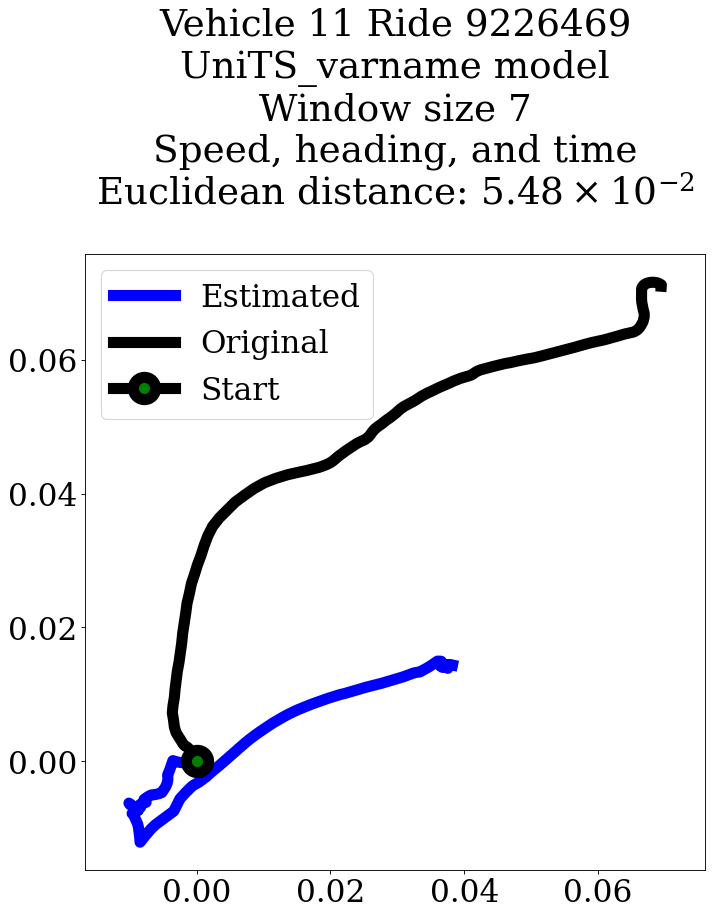 Vehicle 11 Ride 9226469
UniTS_varname model
Window size 7
Speed, heading, and time
Euclidean distance: 5.48 × 10⁻²
Estimated
Original
Start
0.06
0.04
0.02
0.00
0.00 0.02 0.04 0.06